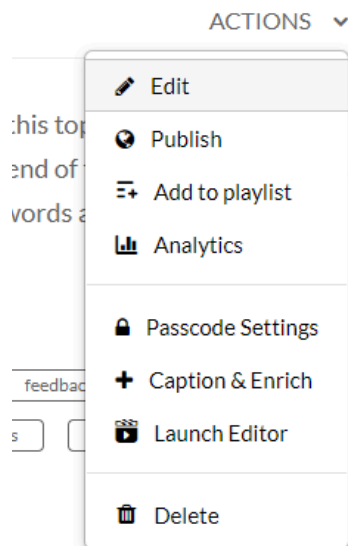 ACTIONS
Edit
this top
Publish
end of
Add to playlist
words a
Analytics
Passcode Settings
feedbac
Caption & Enrich
s
Launch Editor
Delete